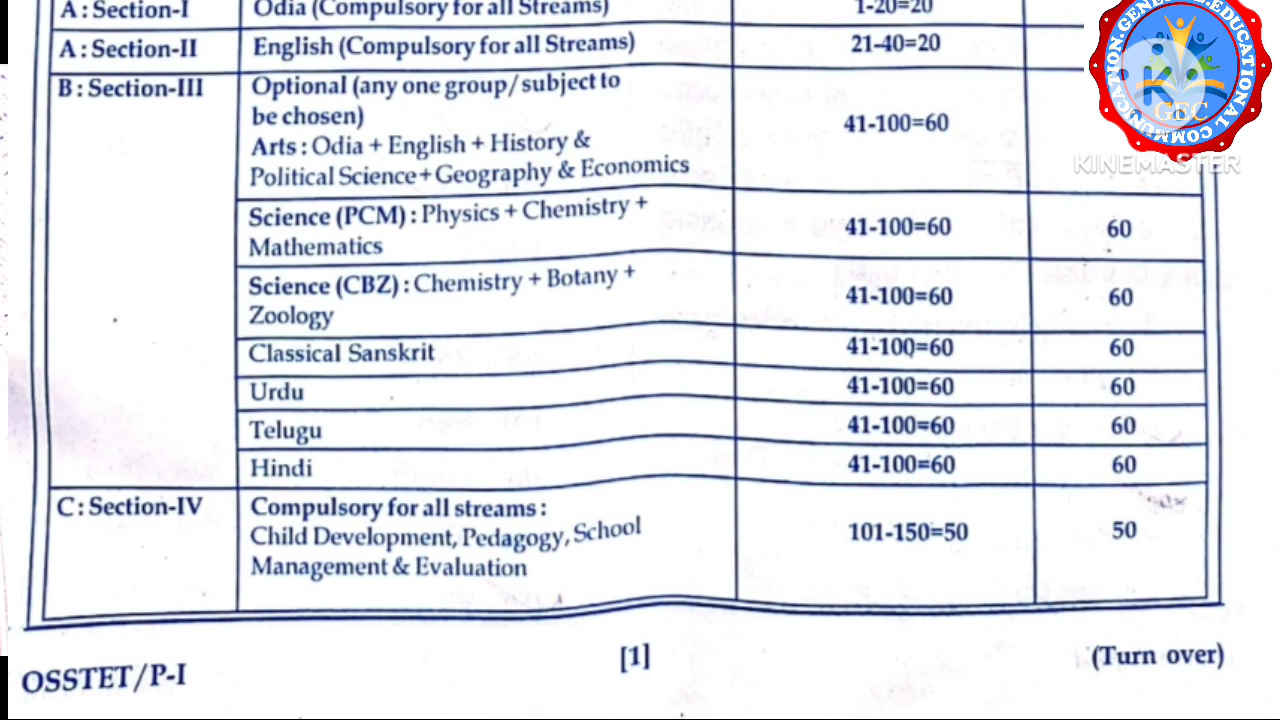 A : Section-I Odia (Compulsory for all Streams) 1-20=20
A : Section-II English (Compulsory for all Streams) 21-40=20
B : Section-III Optional (any one group/subject to
be chosen)
41-100=60
Arts : Odia + English + History &
Political Science + Geography & Economics
Science (PCM) : Physics + Chemistry +
Mathematics
41-100=60 60
Science (CBZ) : Chemistry + Botany +
Zoology
41-100=60 60
Classical Sanskrit 41-100=60 60
Urdu 41-100=60 60
Telugu 41-100=60 60
Hindi 41-100=60 60
C : Section-IV Compulsory for all streams :
Child Development, Pedagogy, School
Management & Evaluation
101-150=50 50
OSSTET/P-I [1] (Turn over)
GEC
KINEMASTER